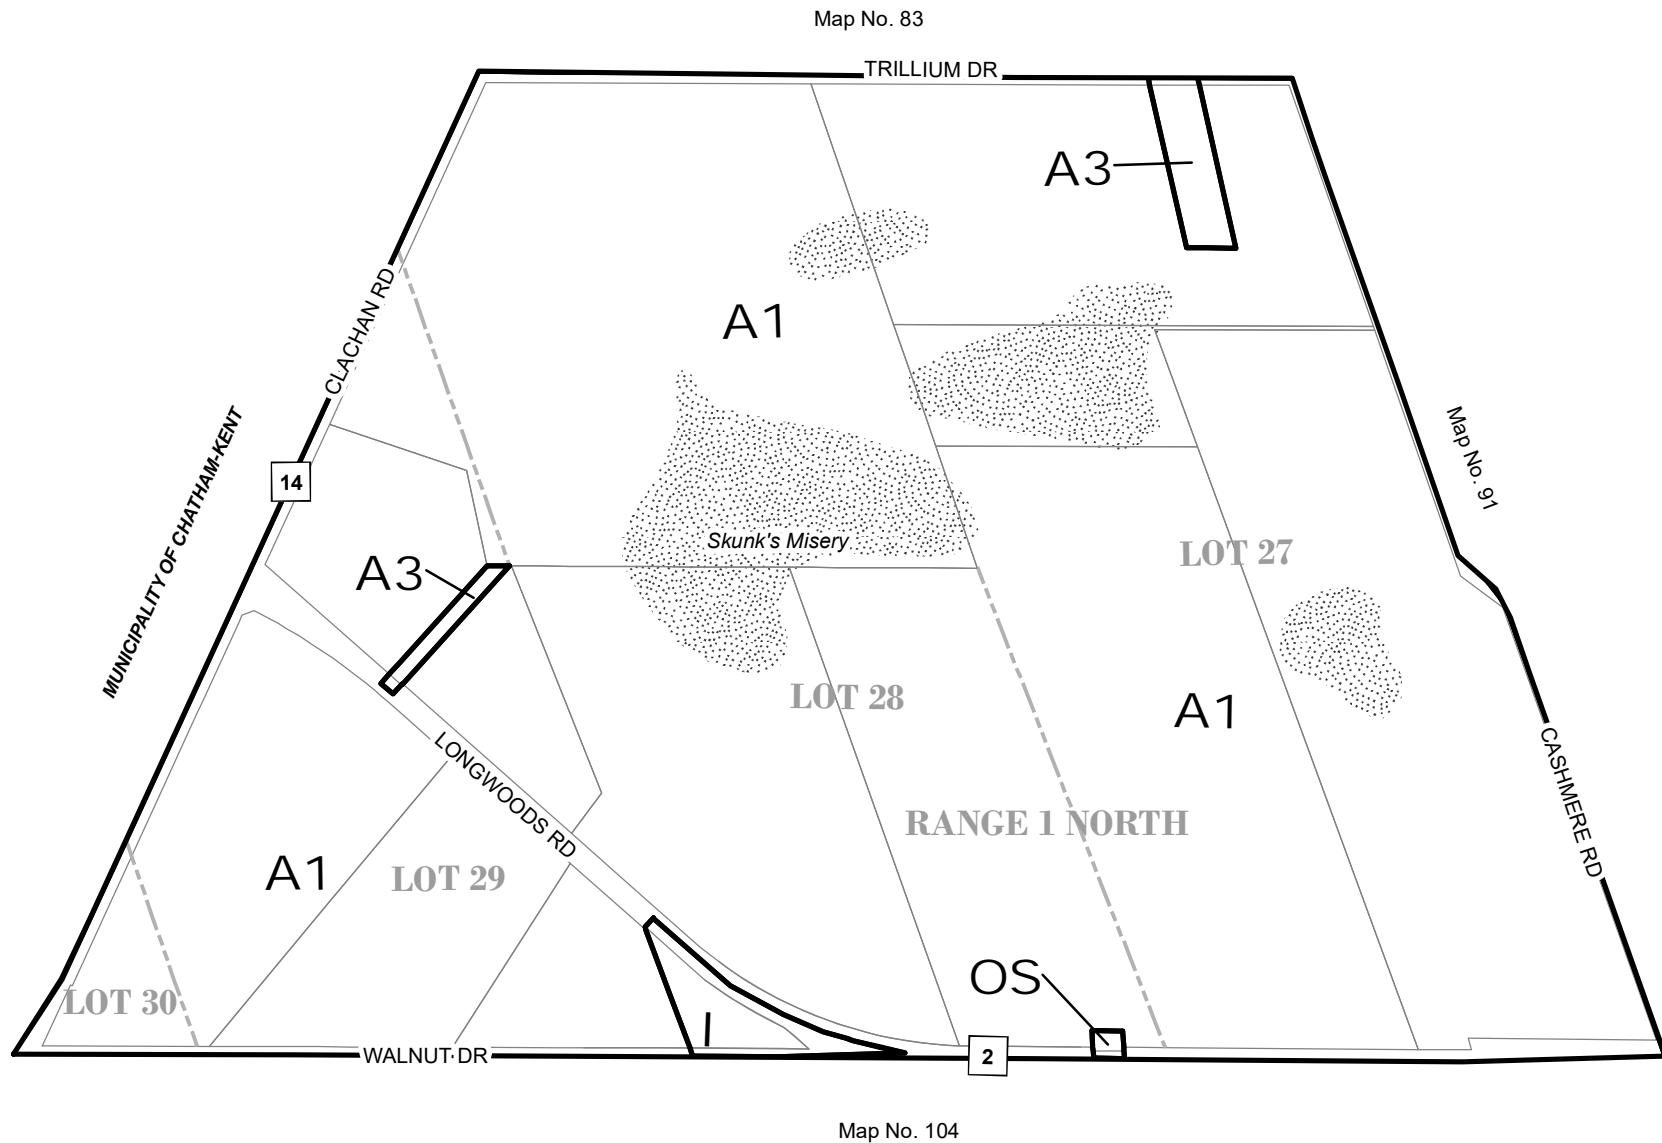 Map No. 83
TRILLIUM DR
A3
A1
CLACHAN RD
MUNICIPALITY OF CHATHAM-KENT
14
Map No. 91
Skunk's Misery
LOT 27
A3
LOT 28
A1
LONGWOODS RD
RANGE 1 NORTH
CASHMERE RD
A1
LOT 29
OS
LOT 30
I
WALNUT DR
2
Map No. 104